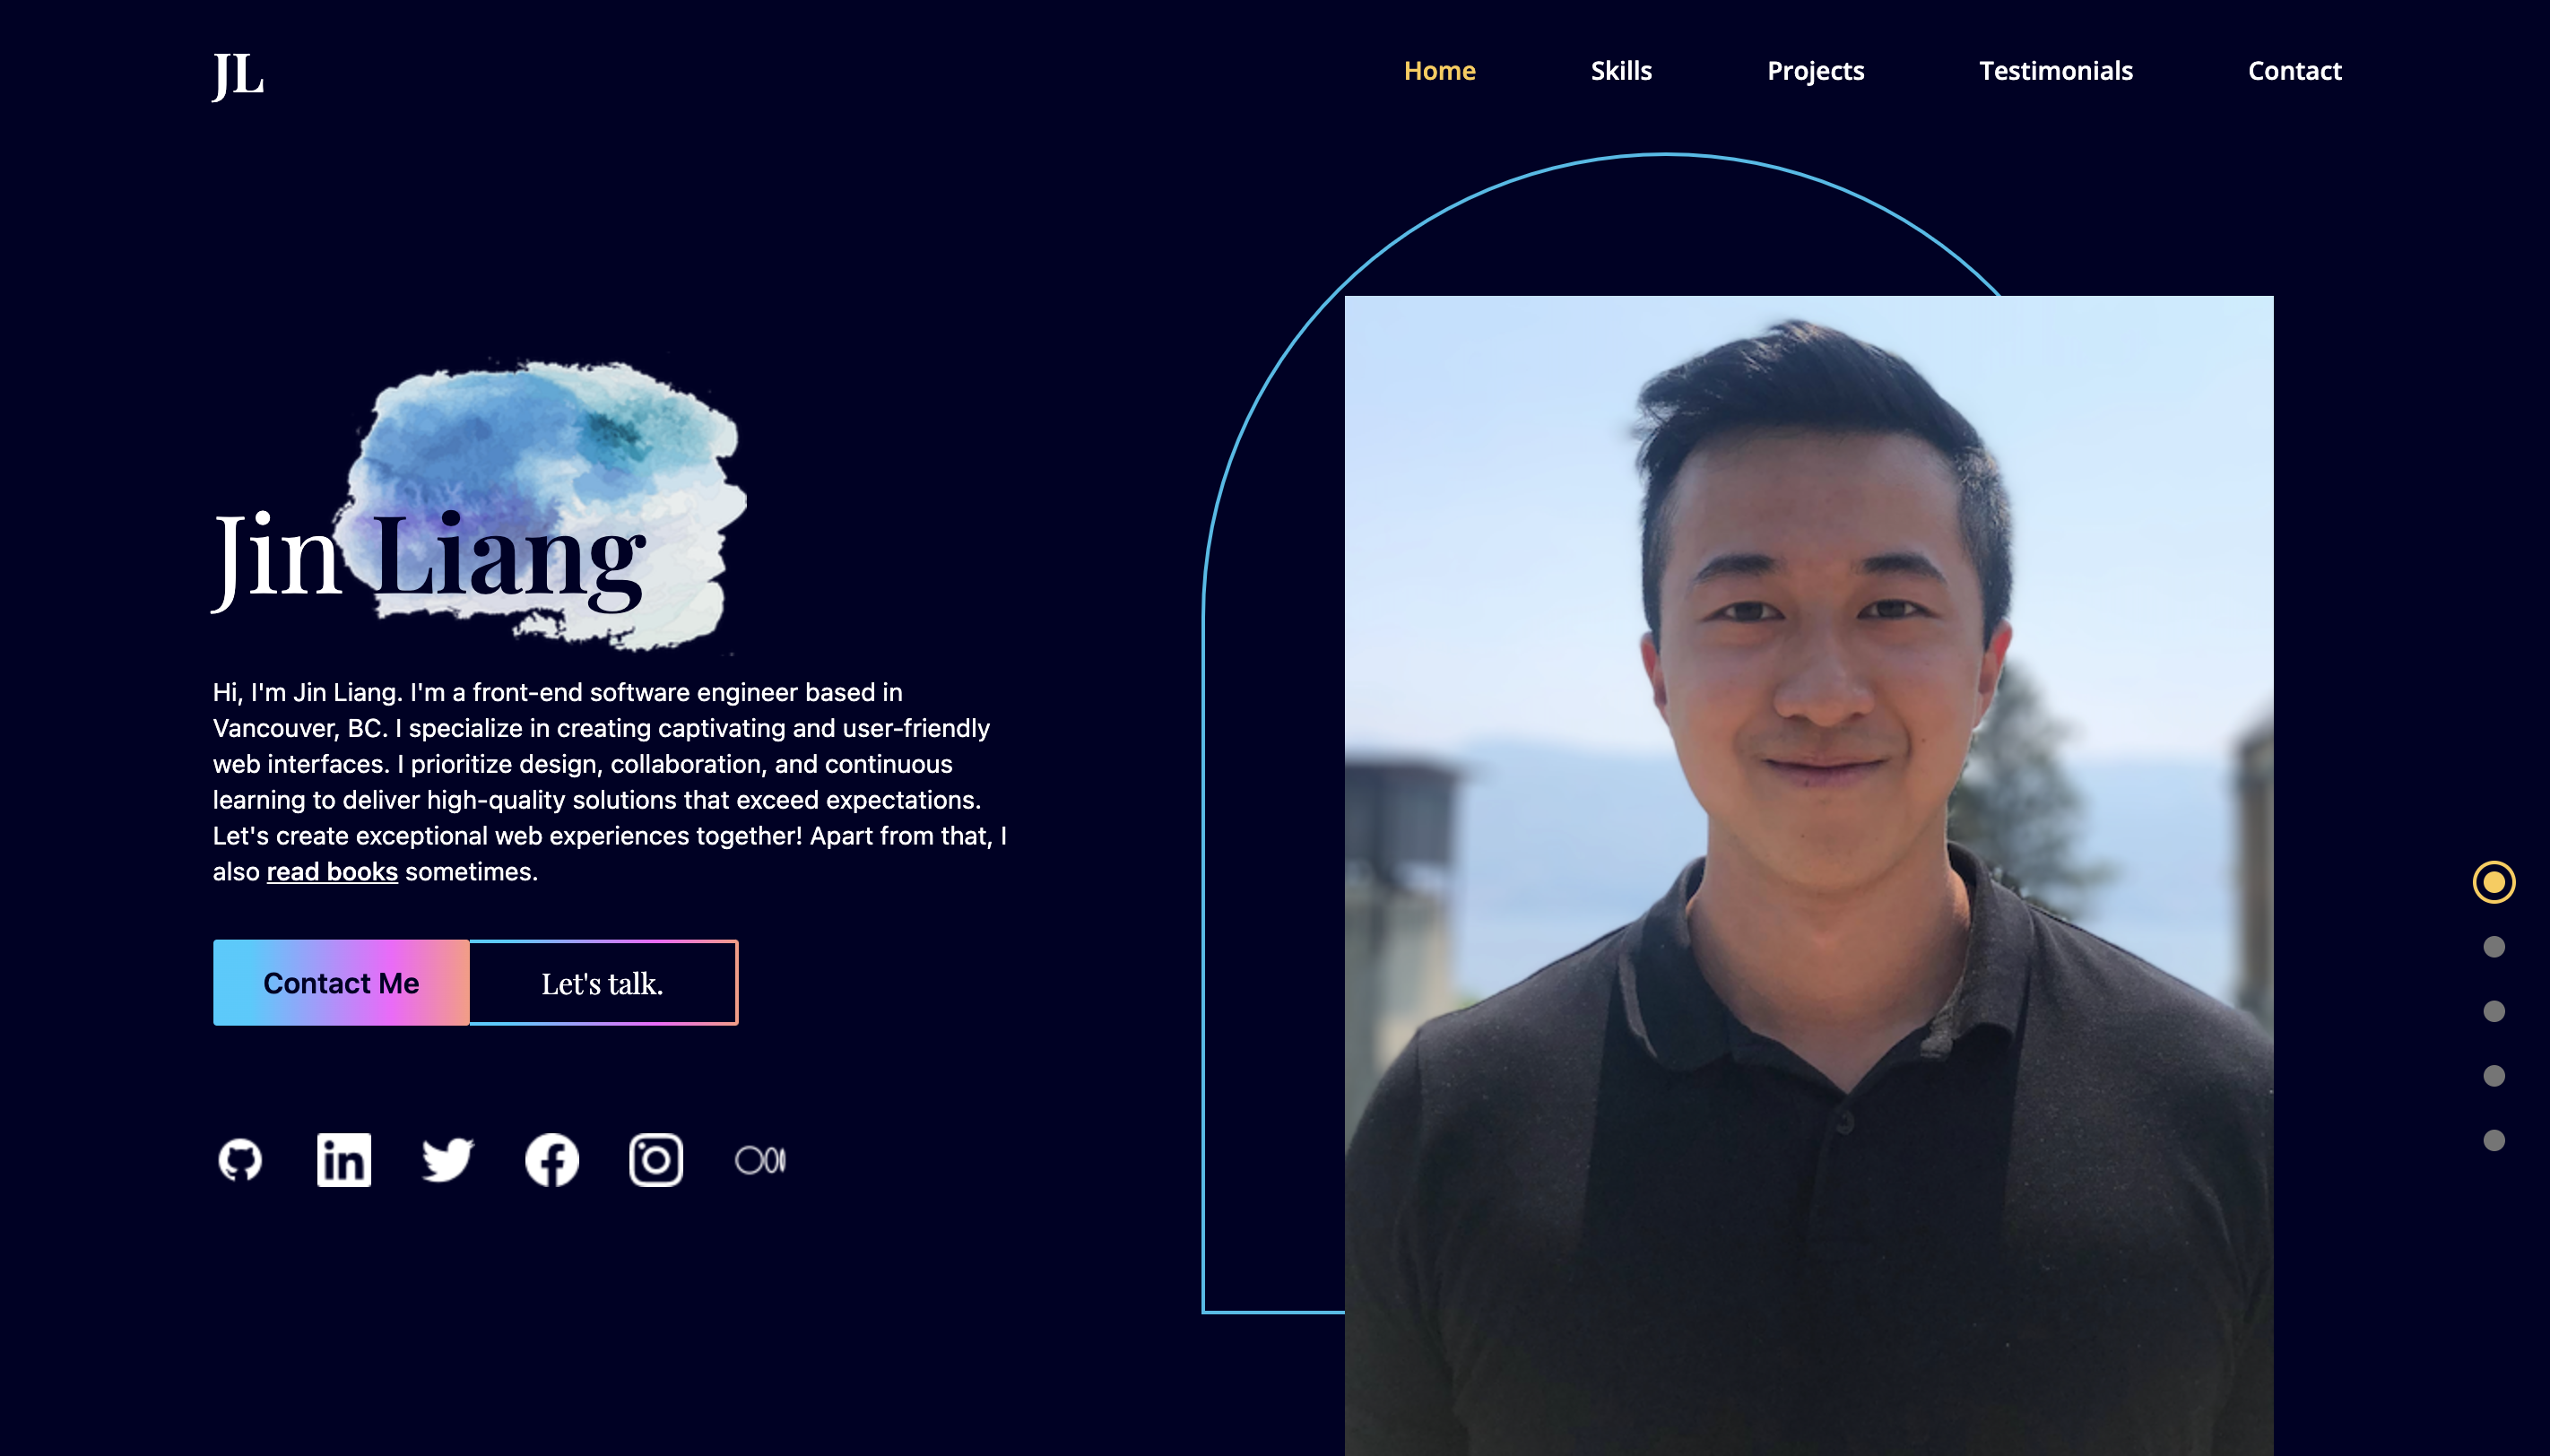 JL
Home Skills Projects Testimonials Contact
Jin Liang
Hi, I'm Jin Liang. I'm a front-end software engineer based in
Vancouver, BC. I specialize in creating captivating and user-friendly
web interfaces. I prioritize design, collaboration, and continuous
learning to deliver high-quality solutions that exceed expectations.
Let's create exceptional web experiences together! Apart from that, I
also read books sometimes.
Contact Me Let's talk.
in